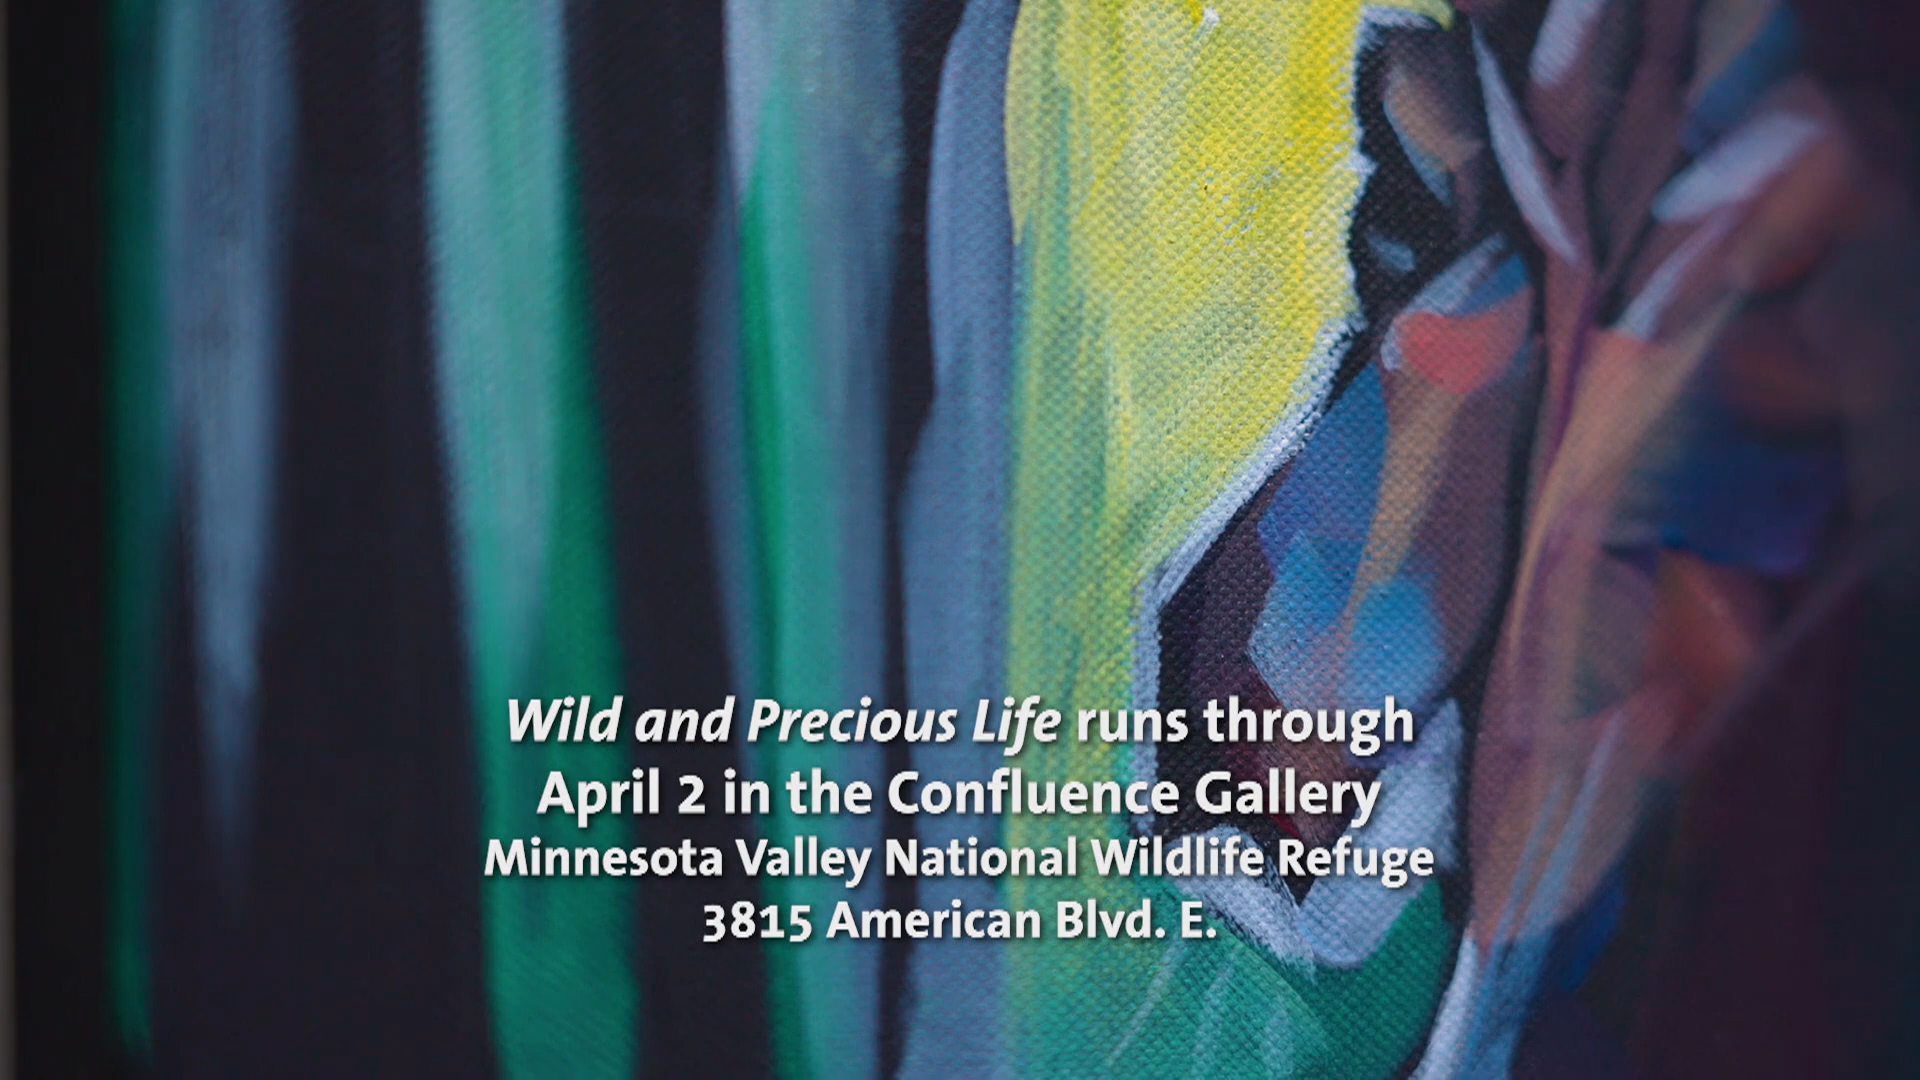 Wild and Precious Life runs through
April 2 in the Confluence Gallery
Minnesota Valley National Wildlife Refuge
3815 American Blvd. E.